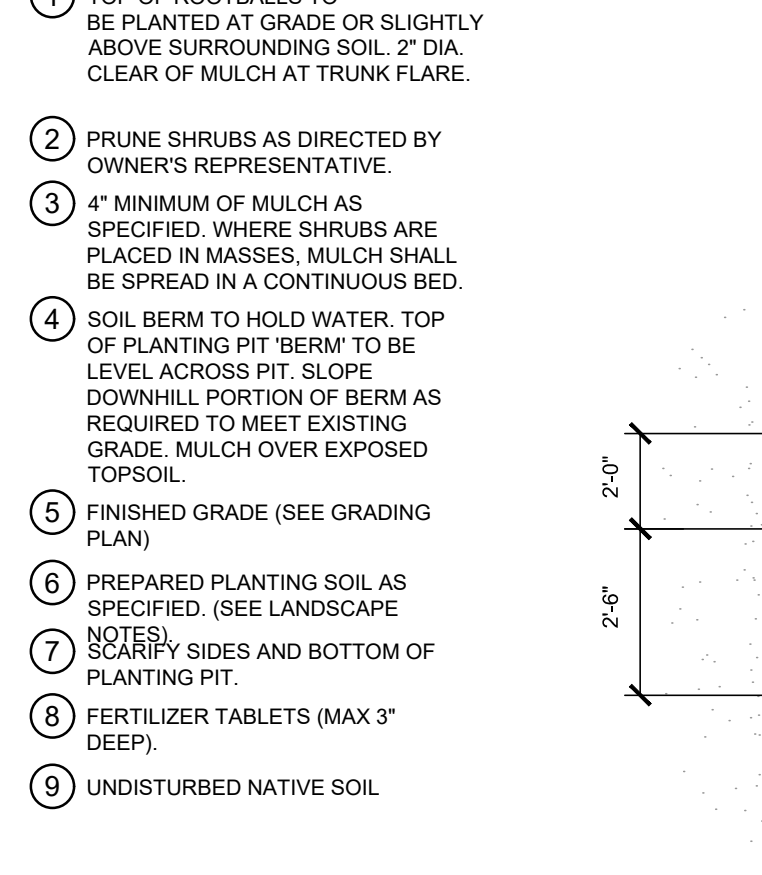 1 TOP OF ROOTBALLS TO
BE PLANTED AT GRADE OR SLIGHTLY
ABOVE SURROUNDING SOIL. 2" DIA.
CLEAR OF MULCH AT TRUNK FLARE.
2 PRUNE SHRUBS AS DIRECTED BY
OWNER'S REPRESENTATIVE.
3 4" MINIMUM OF MULCH AS
SPECIFIED. WHERE SHRUBS ARE
PLACED IN MASSES, MULCH SHALL
BE SPREAD IN A CONTINUOUS BED.
4 SOIL BERM TO HOLD WATER. TOP
OF PLANTING PIT 'BERM' TO BE
LEVEL ACROSS PIT. SLOPE
DOWNHILL PORTION OF BERM AS
REQUIRED TO MEET EXISTING
GRADE. MULCH OVER EXPOSED
TOPSOIL.
5 FINISHED GRADE (SEE GRADING
PLAN)
6 PREPARED PLANTING SOIL AS
SPECIFIED. (SEE LANDSCAPE
NOTES).
7 SCARIFY SIDES AND BOTTOM OF
PLANTING PIT.
8 FERTILIZER TABLETS (MAX 3"
DEEP).
9 UNDISTURBED NATIVE SOIL
2'-0"
2'-6"